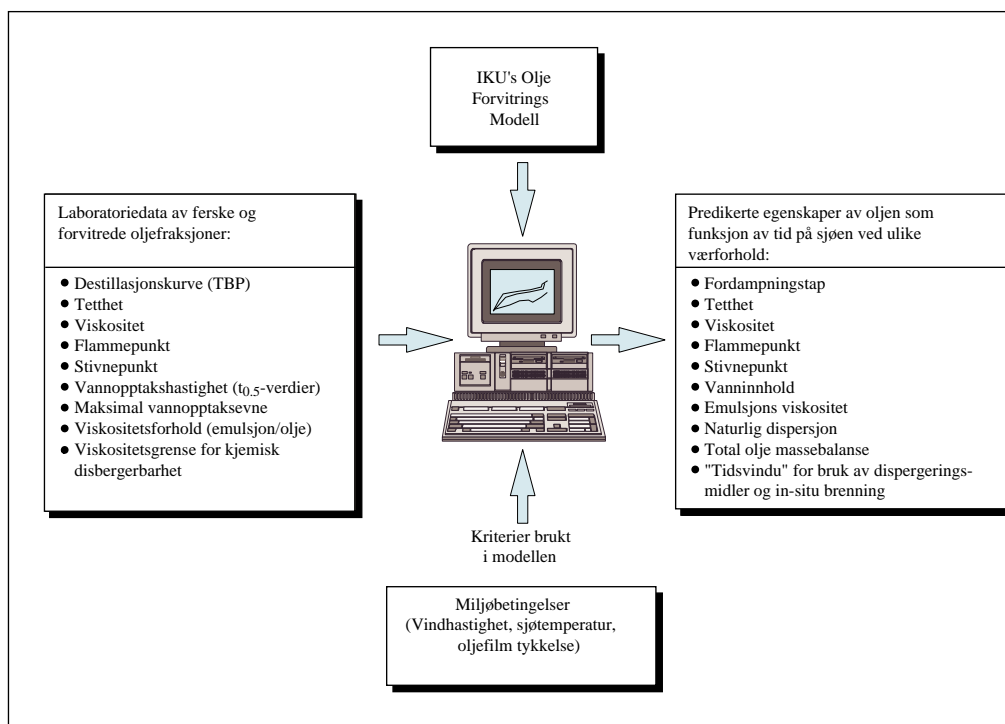 IKU's Olje
Forvitrings
Modell
Laboratoriedata av ferske og
forvitrede oljefraksjoner:
● Destillasjonskurve (TBP)
● Tetthet
● Viskositet
● Flammepunkt
● Stivnepunkt
● Vannopptakshastighet (t0.5-verdier)
● Maksimal vannopptaksevne
● Viskositetsforhold (emulsjon/olje)
● Viskositetsgrense for kjemisk
disbergerbarhet
Predikerte egenskaper av oljen som
funksjon av tid på sjøen ved ulike
værforhold:
● Fordampningstap
● Tetthet
● Viskositet
● Flammepunkt
● Stivnepunkt
● Vanninnhold
● Emulsjons viskositet
● Naturlig dispersjon
● Total olje massebalanse
● "Tidsvindu" for bruk av dispergerings-
midler og in-situ brenning
Kriterier brukt
i modellen
Miljøbetingelser
(Vindhastighet, sjøtemperatur,
oljefilm tykkelse)